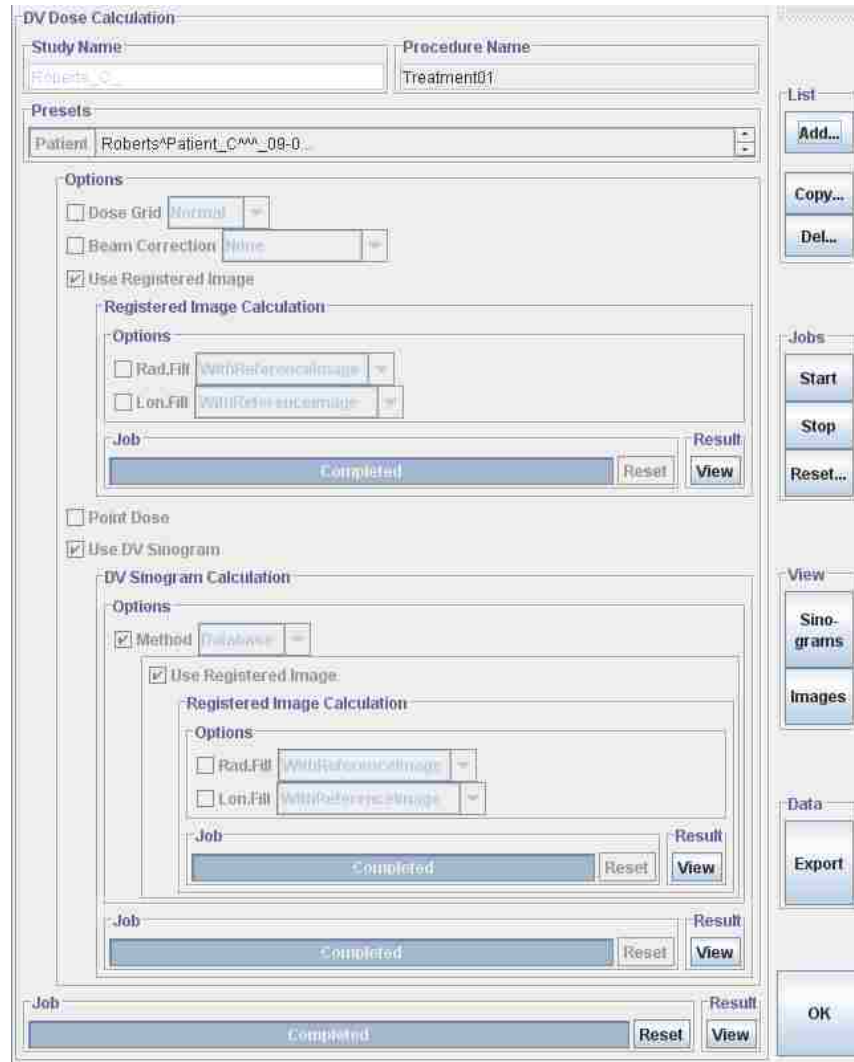 DV Dose Calculation
Study Name
Roberts_C_
Procedure Name
Treatment01
Presets
Patient Roberts^Patient_C^^^_09-0...
Options
Dose Grid Normal
Beam Correction None
Use Registered Image
Registered Image Calculation
Options
Rad.Fill WithReferenceImage
Lon.Fill WithReferenceImage
Job
Completed Reset
Result
View
Point Dose
Use DV Sinogram
DV Sinogram Calculation
Options
Method Database
Use Registered Image
Registered Image Calculation
Options
Rad.Fill WithReferenceImage
Lon.Fill WithReferenceImage
Job
Completed Reset
Result
View
Job
Completed Reset
Result
View
Job
Completed Reset
Result
View
List
Add...
Copy...
Del...
Jobs
Start
Stop
Reset...
View
Sino-
grams
Images
Data
Export
OK